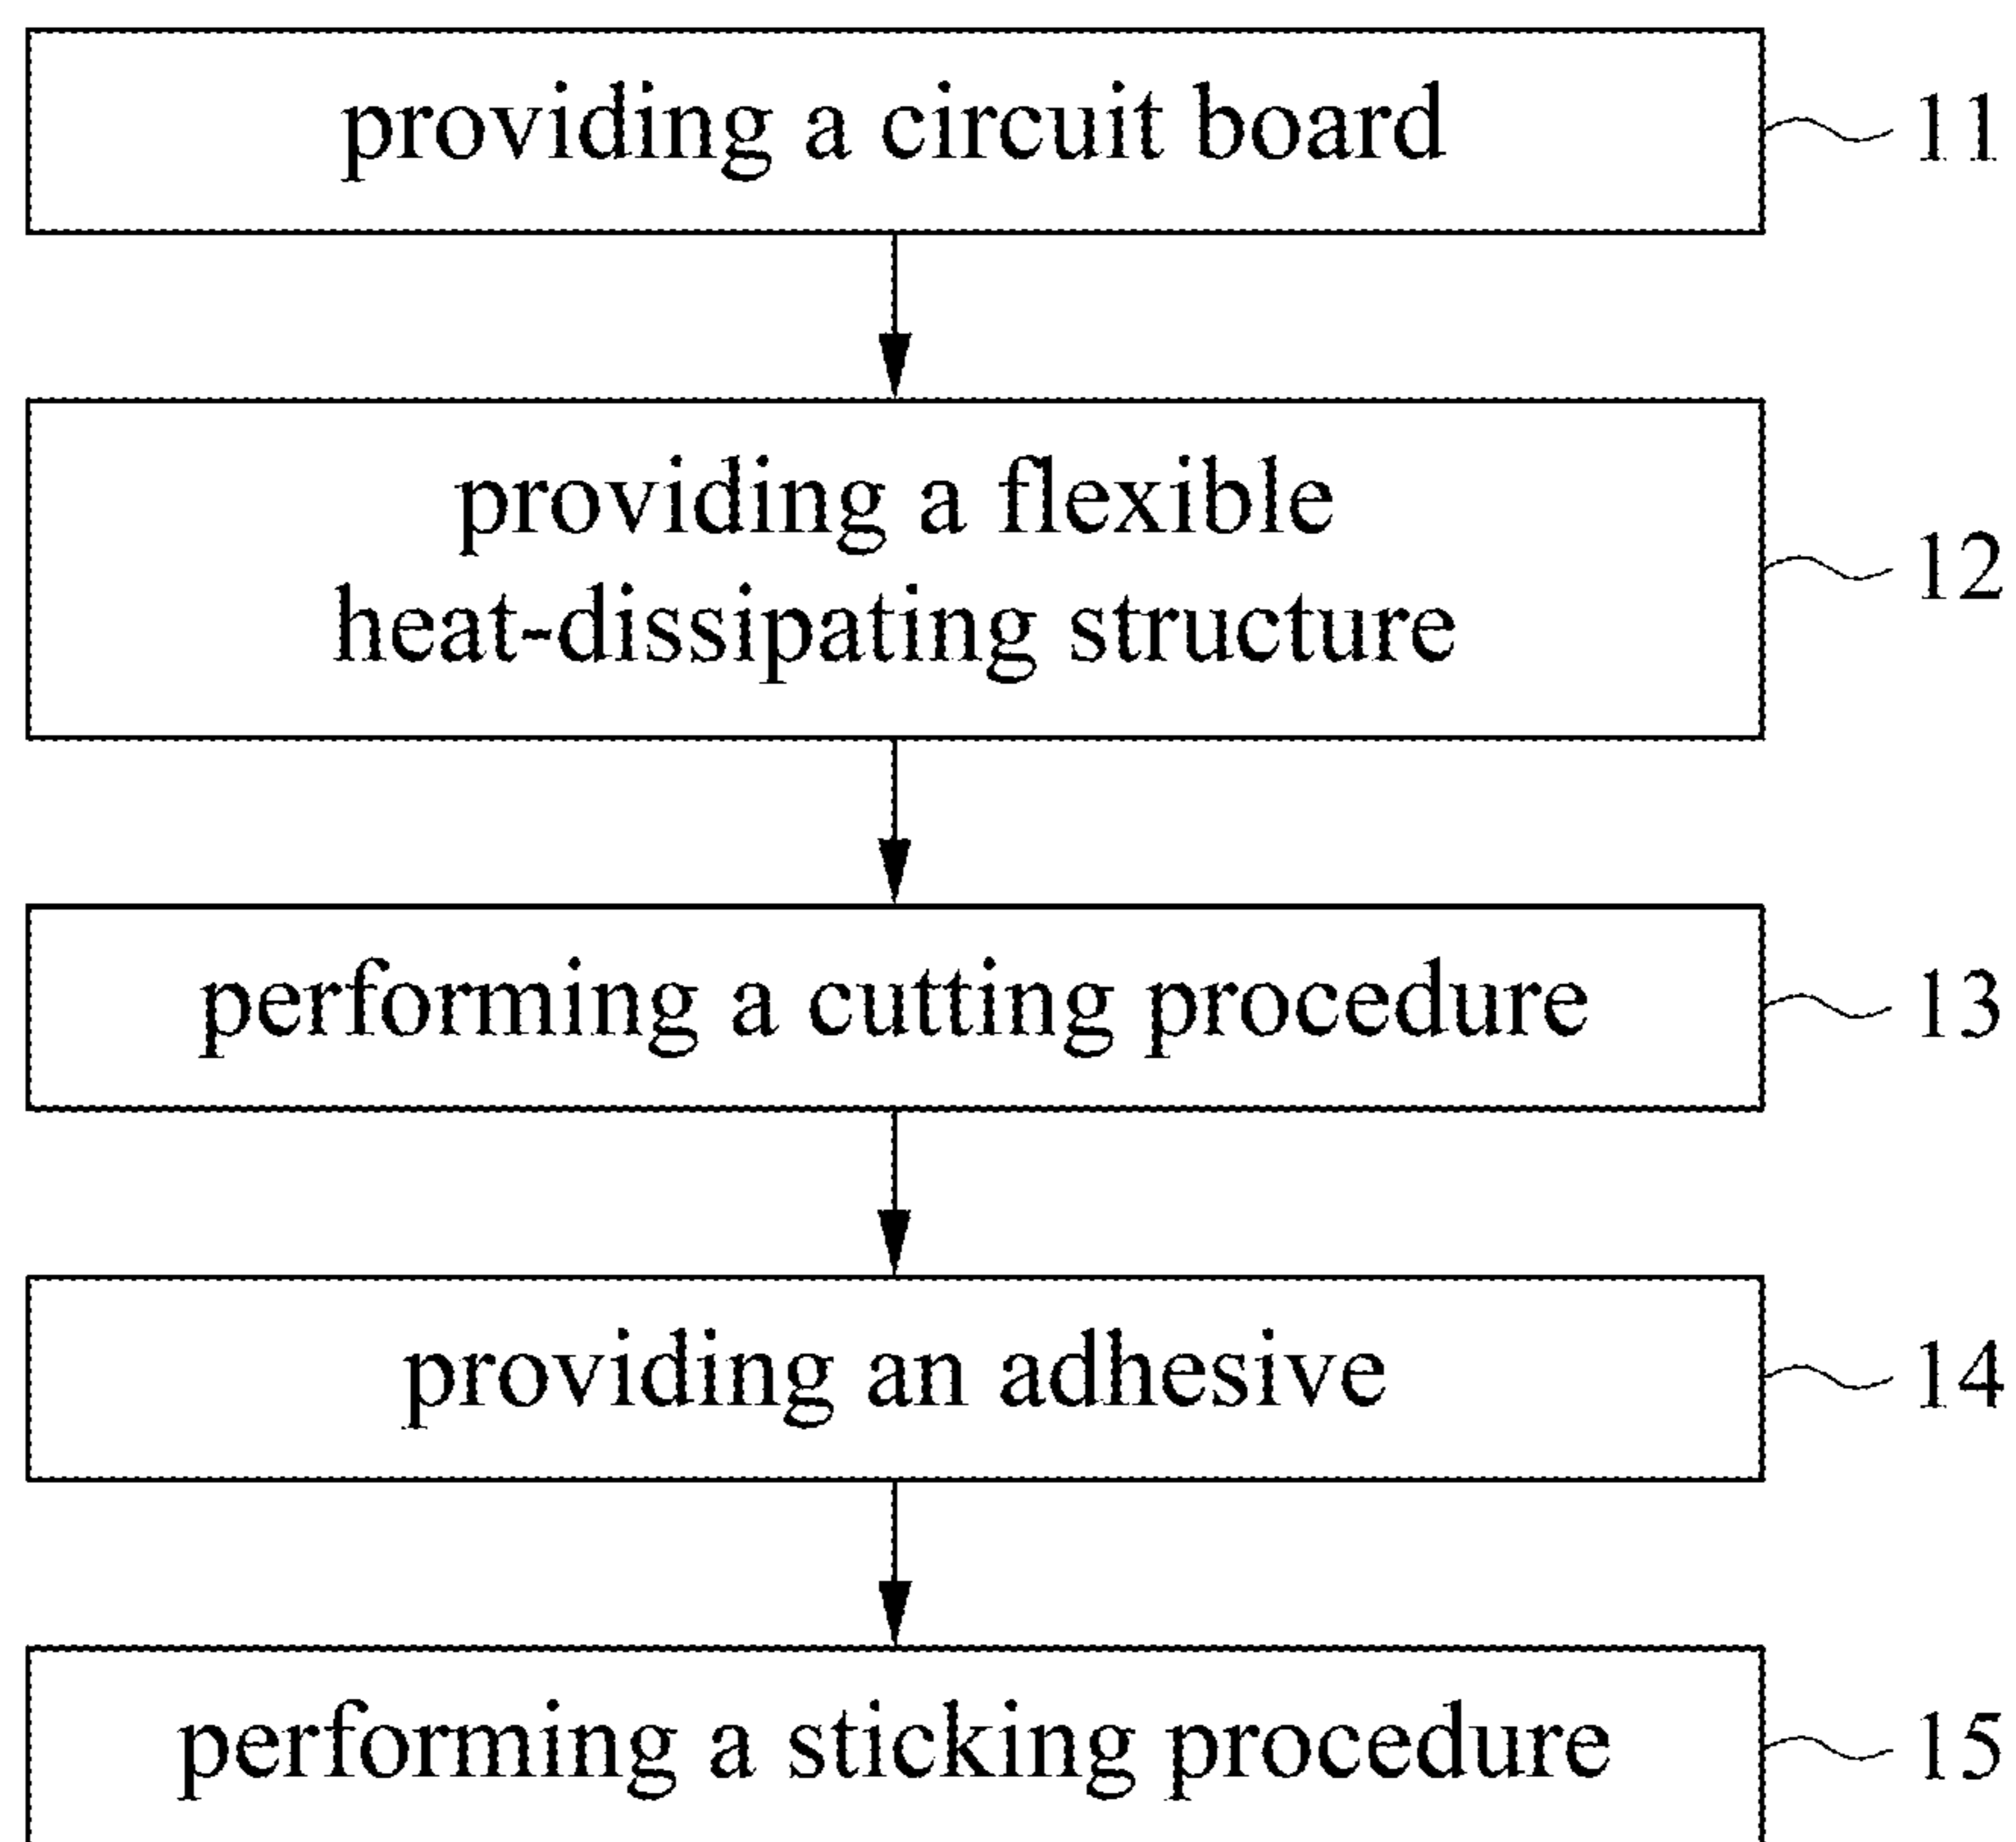 providing a circuit board
11
providing a flexible
heat-dissipating structure
12
performing a cutting procedure
13
providing an adhesive
14
performing a sticking procedure
15